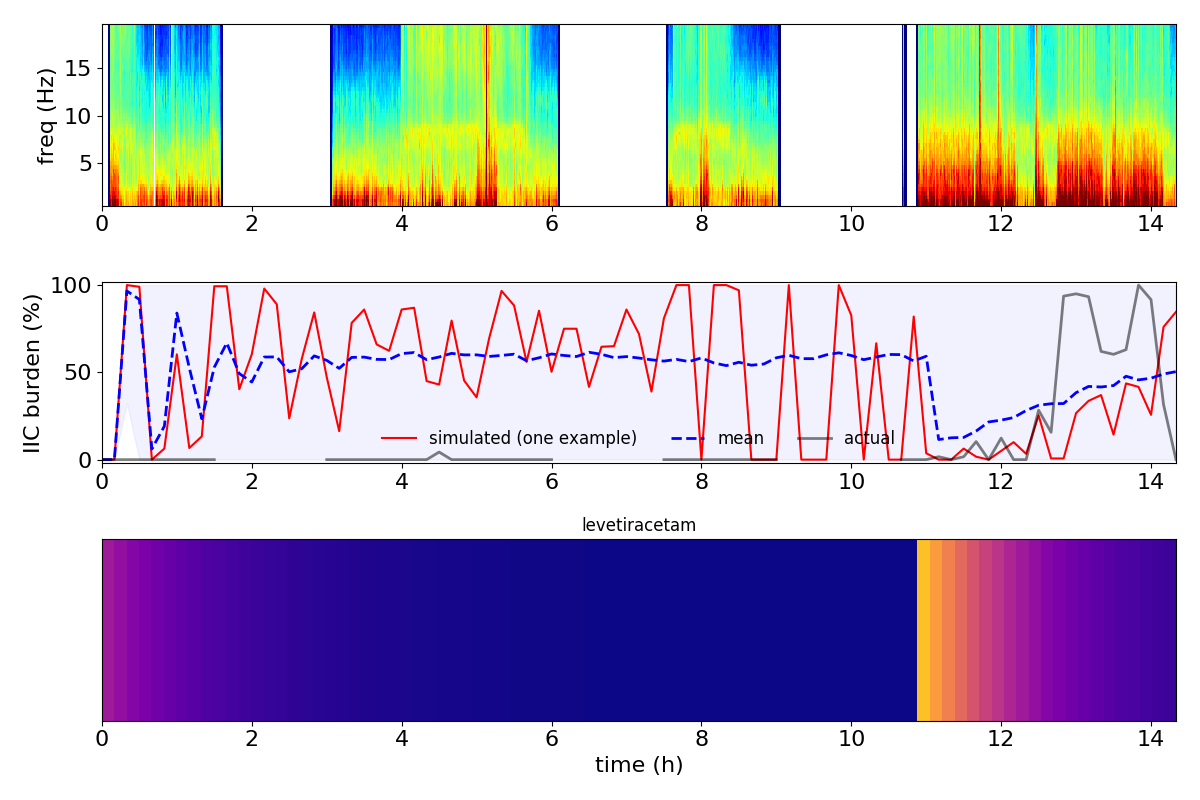 freq (Hz)
15
10
5
0 2 4 6 8 10 12 14
IIC burden (%)
100
50
0
simulated (one example) mean actual
0 2 4 6 8 10 12 14
levetiracetam
0 2 4 6 8 10 12 14
time (h)